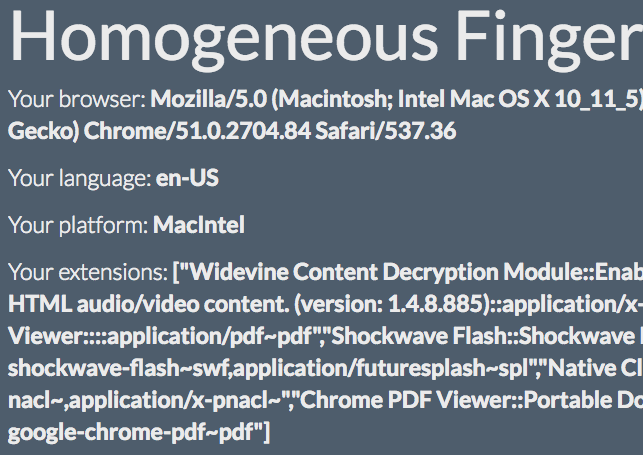 Homogeneous Finger
Your browser: Mozilla/5.0 (Macintosh; Intel Mac OS X 10_11_5)
Gecko) Chrome/51.0.2704.84 Safari/537.36
Your language: en-US
Your platform: MacIntel
Your extensions: ["Widevine Content Decryption Module::Enab
HTML audio/video content. (version: 1.4.8.885)::application/x-
Viewer::::application/pdf~pdf","Shockwave Flash::Shockwave
shockwave-flash~swf,application/futuresplash~spl","Native Cl
nacl~,application/x-pnacl~","Chrome PDF Viewer::Portable Do
google-chrome-pdf~pdf"]